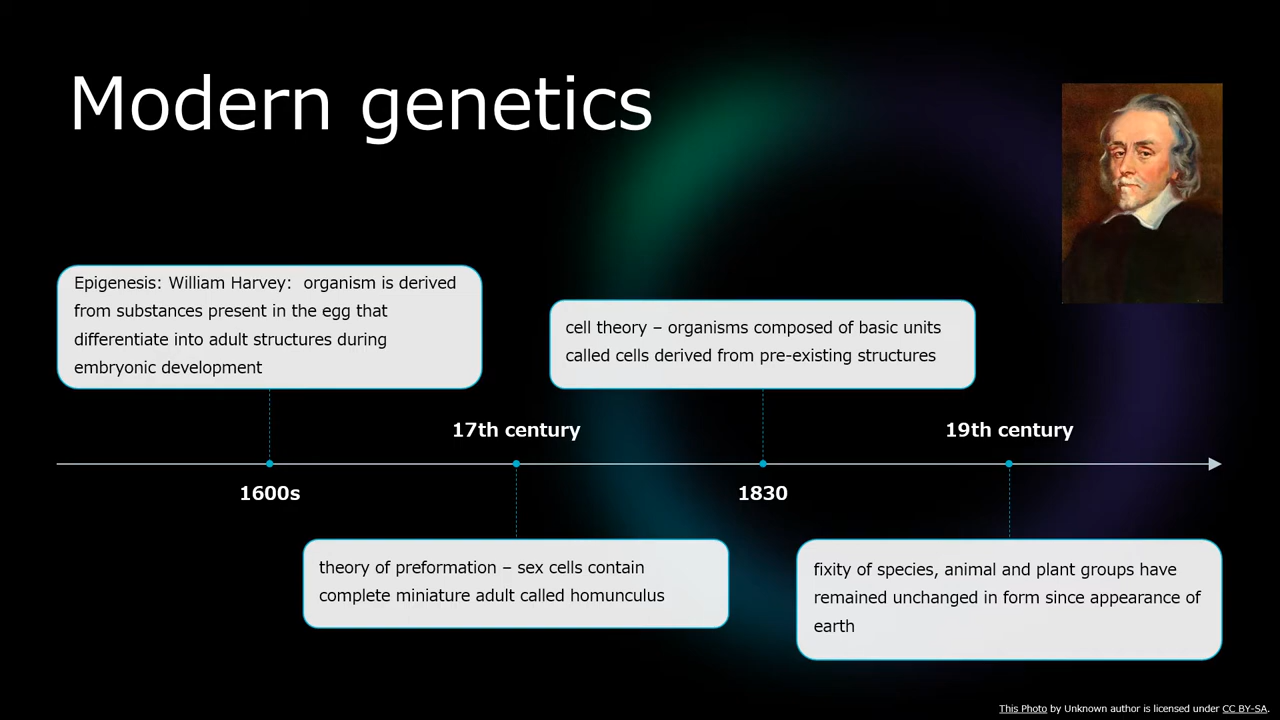 Modern genetics
Epigenesis: William Harvey:  organism is derived
from substances present in the egg that
differentiate into adult structures during
embryonic development
cell theory – organisms composed of basic units
called cells derived from pre-existing structures
17th century
19th century
1600s
1830
theory of preformation – sex cells contain
complete miniature adult called homunculus
fixity of species, animal and plant groups have
remained unchanged in form since appearance of
earth
This Photo by Unknown author is licensed under CC BY-SA.